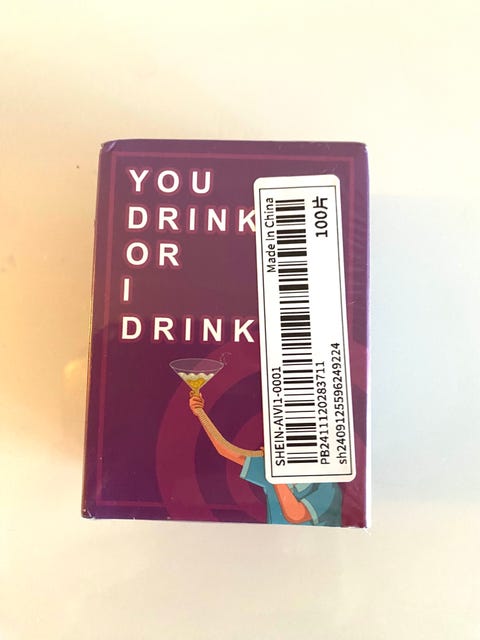 YOU
DRINK
OR
I
DRINK
Made In China
100片
SHEIN-AIVI1-0001
PB2411120283711
sh2409125596249224